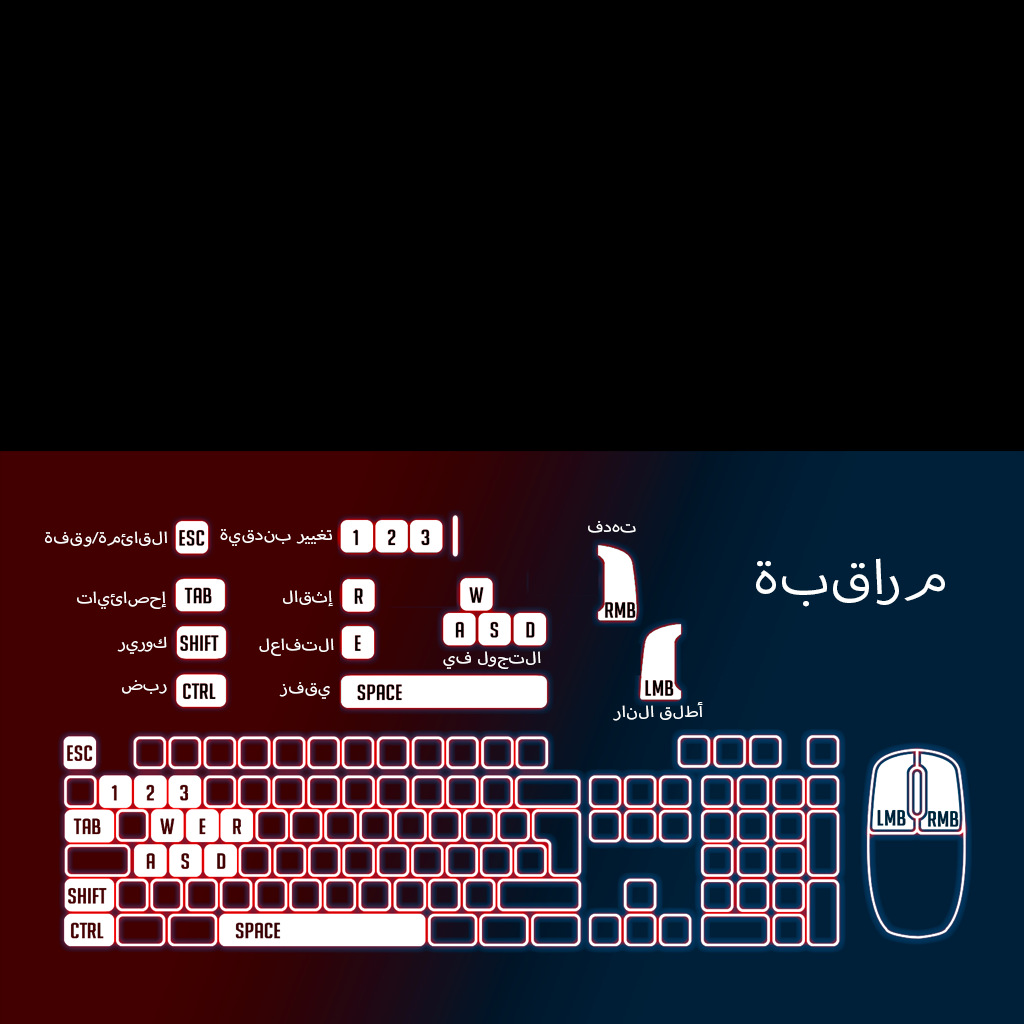 القائمة/وقفة ESC تغيير بندقية 1 2 3
تهدف
RMB
مراقبة
إحصائيات TAB
إثقال R
W
A S D
التجول في
كورير SHIFT
التفاعل E
ربض CTRL
يقفز SPACE
LMB
أطلق النار
ESC
1 2 3
TAB W E R
A S D
SHIFT
CTRL SPACE
LMB RMB